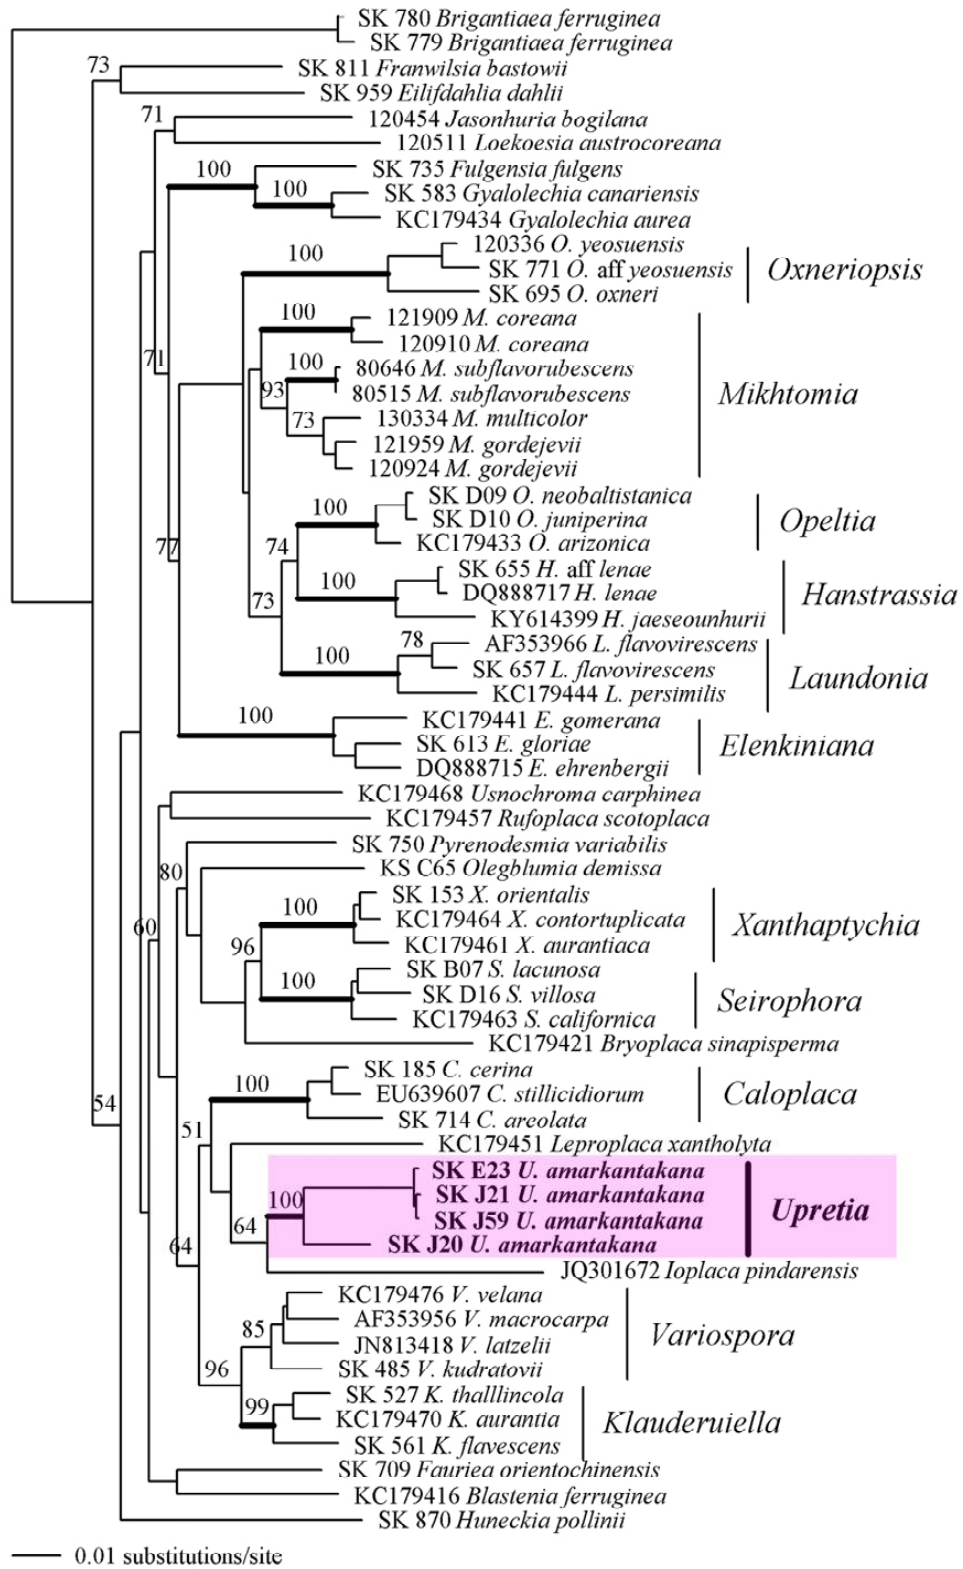 SK 780 Brigantiaea ferruginea
SK 779 Brigantiaea ferruginea
73
SK 811 Franwilsia bastowii
SK 959 Eilifdahlia dahlii
71
120454 Jasonhuria bogilana
120511 Loekoesia austrocoreana
100
SK 735 Fulgensia fulgens
100
SK 583 Gyalolechia canariensis
KC179434 Gyalolechia aurea
120336 O. yeosuensis
100
SK 771 O. aff yeosuensis
Oxneriopsis
SK 695 O. oxneri
100
121909 M. coreana
120910 M. coreana
71
100
80646 M. subflavorubescens
93
80515 M. subflavorubescens
Mikhtomia
73
130334 M. multicolor
121959 M. gordejevii
120924 M. gordejevii
SK D09 O. neobaltistanica
100
SK D10 O. juniperina
Opeltia
77
74
KC179433 O. arizonica
SK 655 H. aff lenae
100
DQ888717 H. lenae
Hanstrassia
73
KY614399 H. jaeseounhurii
78
AF353966 L. flavovirescens
100
SK 657 L. flavovirescens
Laundonia
KC179444 L. persimilis
100
KC179441 E. gomerana
SK 613 E. gloriae
Elenkiniana
DQ888715 E. ehrenbergii
KC179468 Usnochroma carphinea
KC179457 Rufoplaca scotoplaca
SK 750 Pyrenodesmia variabilis
80
KS C65 Olegblumia demissa
SK 153 X. orientalis
100
60
KC179464 X. contortuplicata
Xanthaptychia
96
KC179461 X. aurantiaca
SK B07 S. lacunosa
100
SK D16 S. villosa
Seirophora
KC179463 S. californica
KC179421 Bryoplaca sinapisperma
SK 185 C. cerina
100
EU639607 C. stillicidiorum
Caloplaca
54
SK 714 C. areolata
51
KC179451 Leproplaca xantholyta
SK E23 U. amarkantakana
100
SK J21 U. amarkantakana
Upretia
64
SK J59 U. amarkantakana
64
SK J20 U. amarkantakana
JQ301672 Ioplaca pindarensis
KC179476 V. velana
85
AF353956 V. macrocarpa
Variospora
JN813418 V. latzelii
96
SK 485 V. kudratovii
SK 527 K. thalllincola
99
KC179470 K. aurantia
Klauderuiella
SK 561 K. flavescens
SK 709 Fauriea orientochinensis
KC179416 Blastenia ferruginea
SK 870 Huneckia pollinii
0.01 substitutions/site